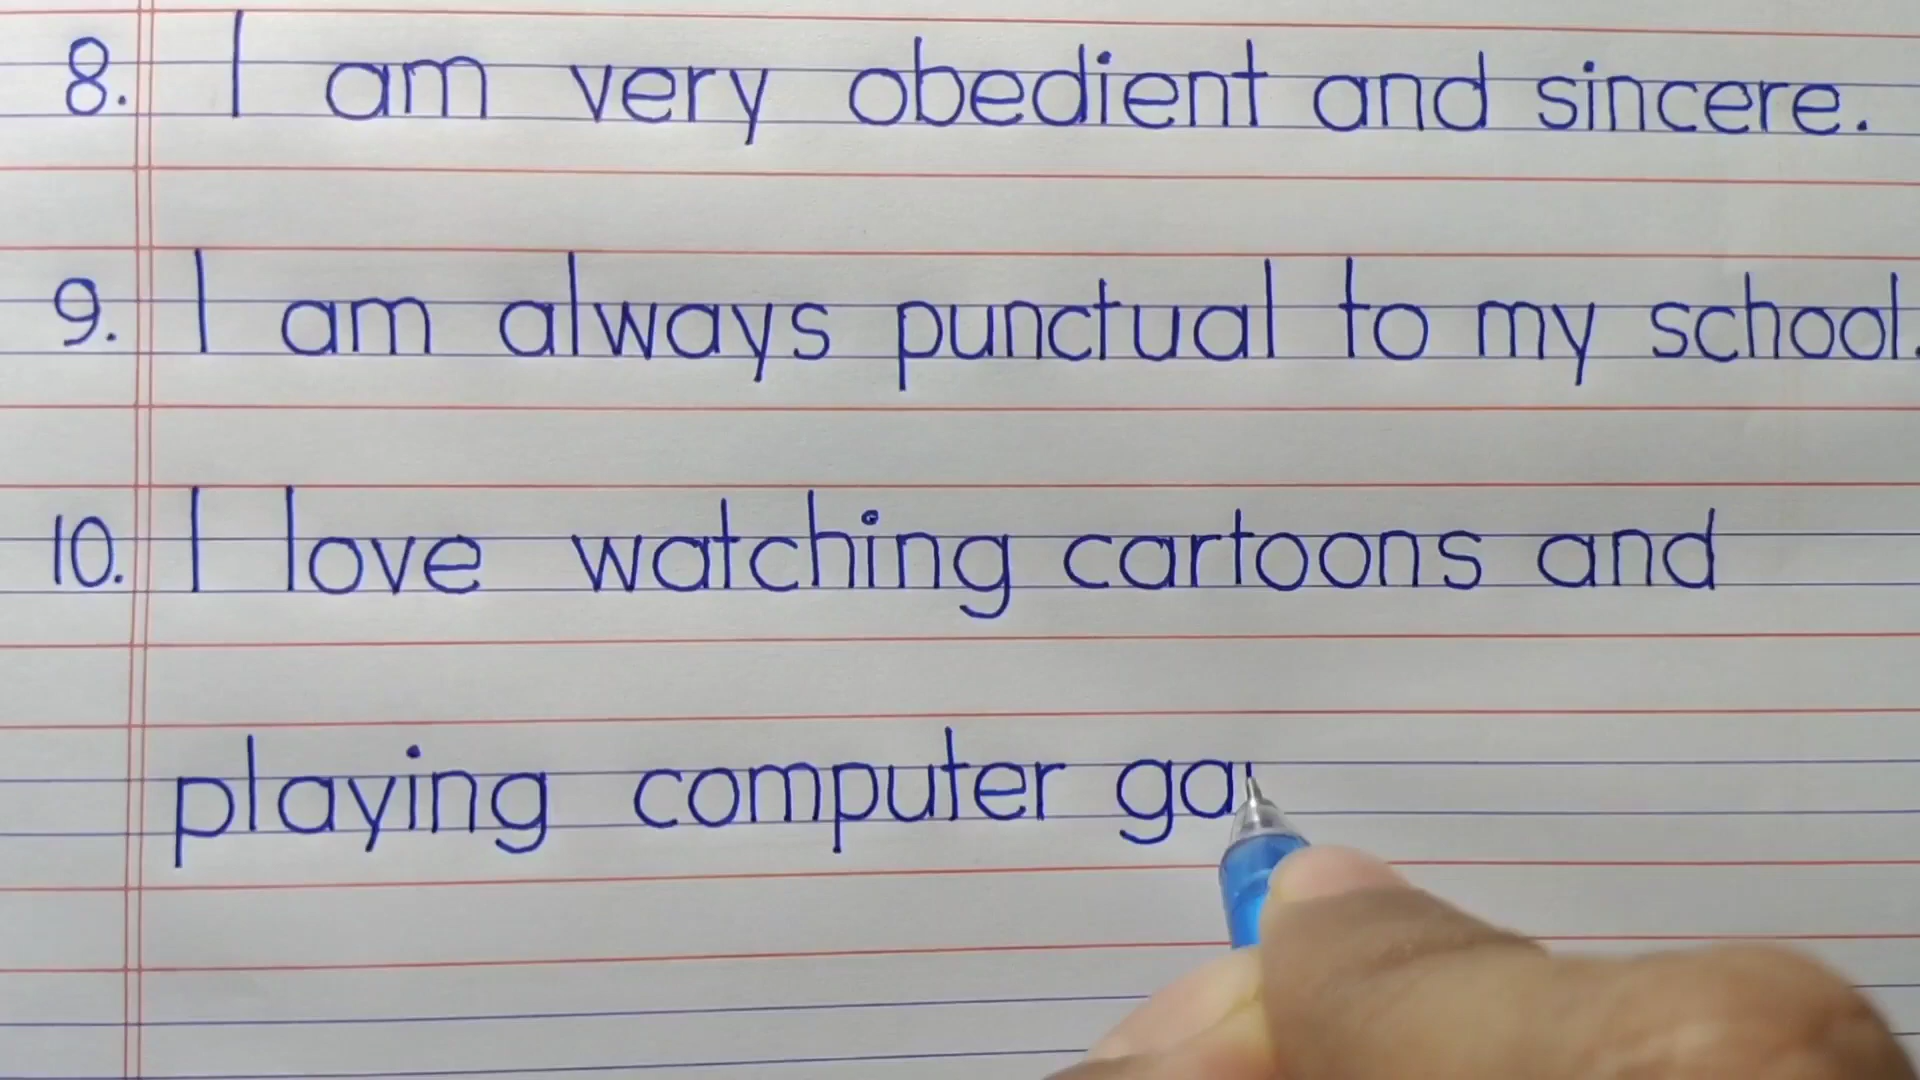 8. I am very obedient and sincere.
9. I am always punctual to my school.
10. I love watching cartoons and
playing computer ga